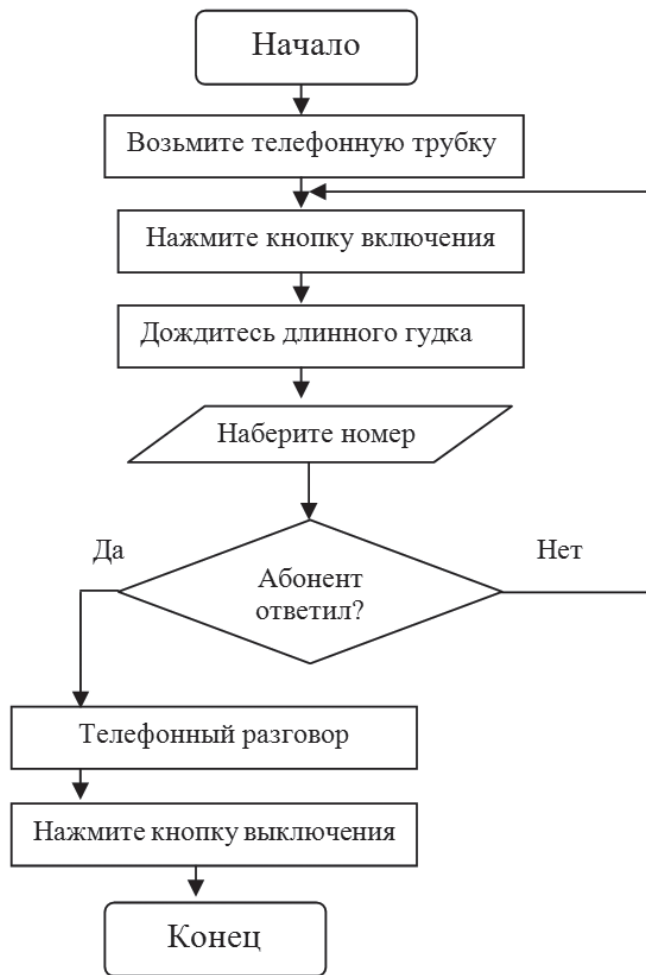 Начало
Возьмите телефонную трубку
Нажмите кнопку включения
Дождитесь длинного гудка
Наберите номер
Да
Нет
Абонент
ответил?
Телефонный разговор
Нажмите кнопку выключения
Конец